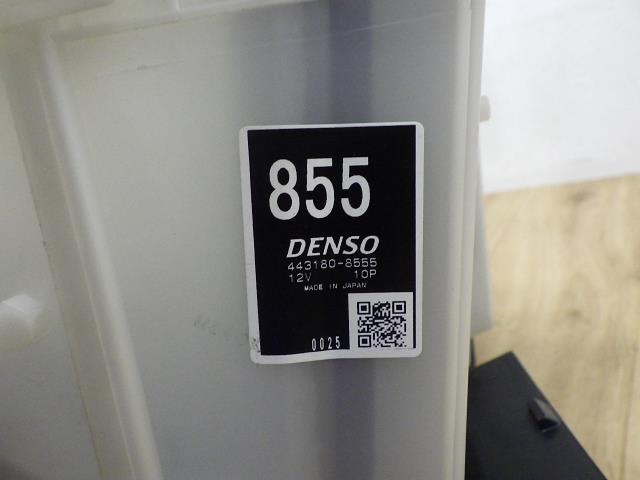 855
DENSO
443180-8555
12V 10P
MADE IN JAPAN
0025